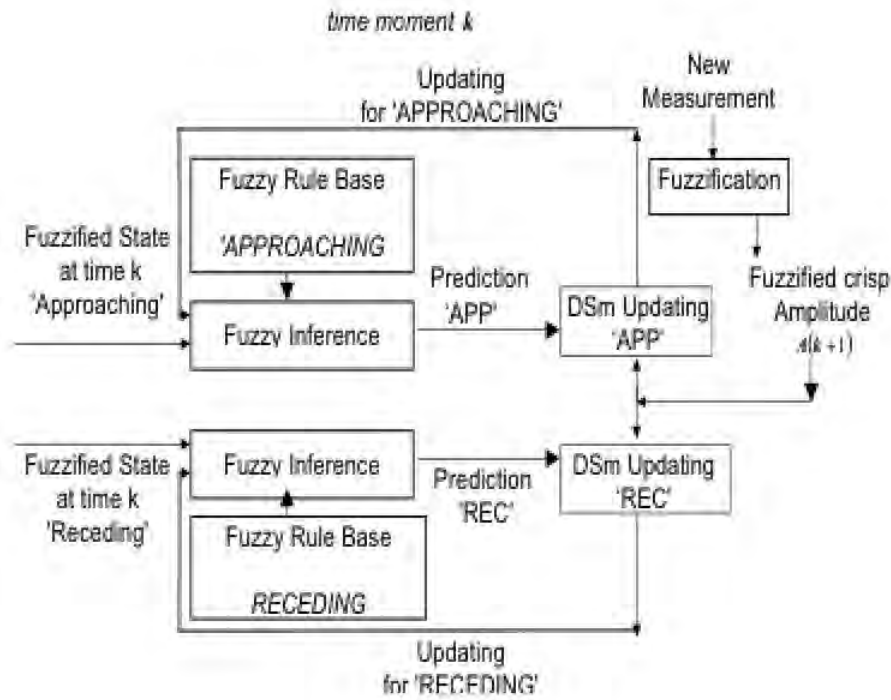 time moment k
Updating
for 'APPROACHING'
New
Measurement
Fuzzy Rule Base
'APPROACHING
Fuzzification
Fuzzified State
at time k
'Approaching'
Prediction
'APP'
Fuzzy Inference
DSm Updating
'APP'
Fuzzified crisp
Amplitude
A(k+1)
Fuzzified State
at time k
'Receding'
Fuzzy Inference
Prediction
'REC'
DSm Updating
'REC'
Fuzzy Rule Base
RECEDING
Updating
for 'RECEDING'